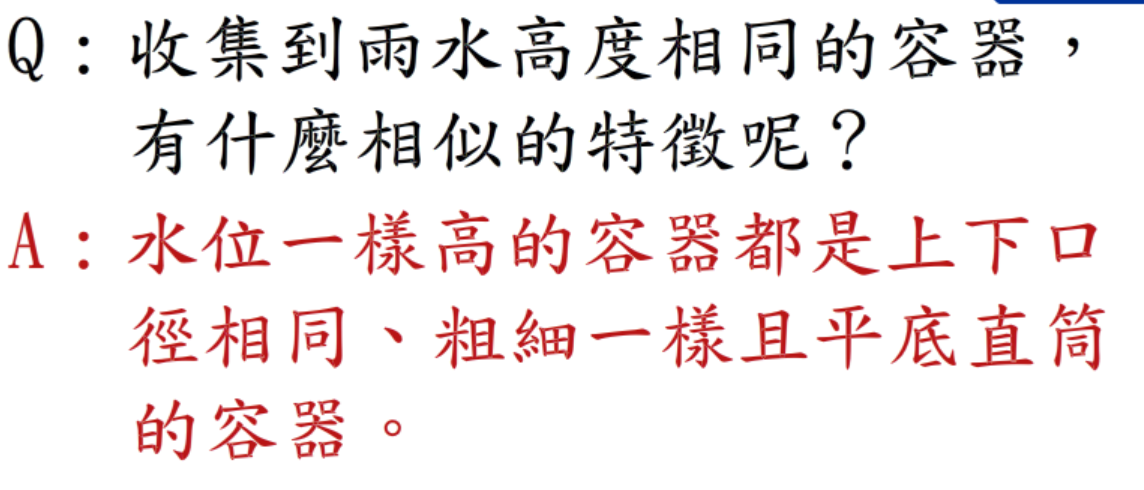 Q：收集到雨水高度相同的容器，
有什麼相似的特徵呢？
A：水位一樣高的容器都是上下口
徑相同、粗細一樣且平底直筒
的容器。